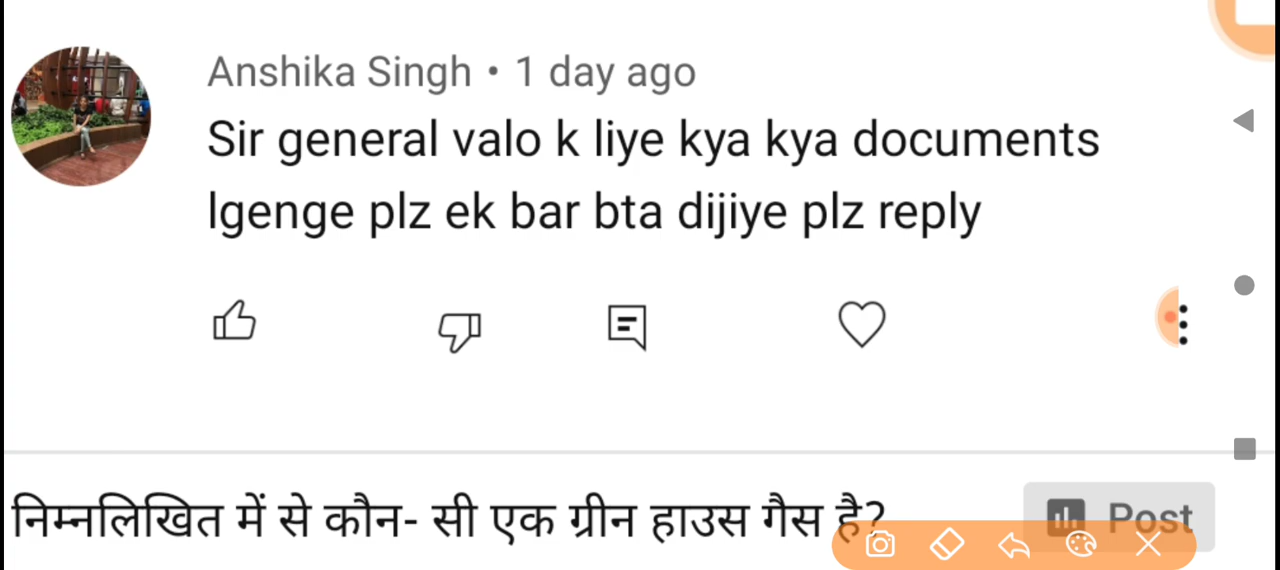 Anshika Singh • 1 day ago
Sir general valo k liye kya kya documents
lgenge plz ek bar bta dijiye plz reply
निम्नलिखित में से कौन- सी एक ग्रीन हाउस गैस है?
Post